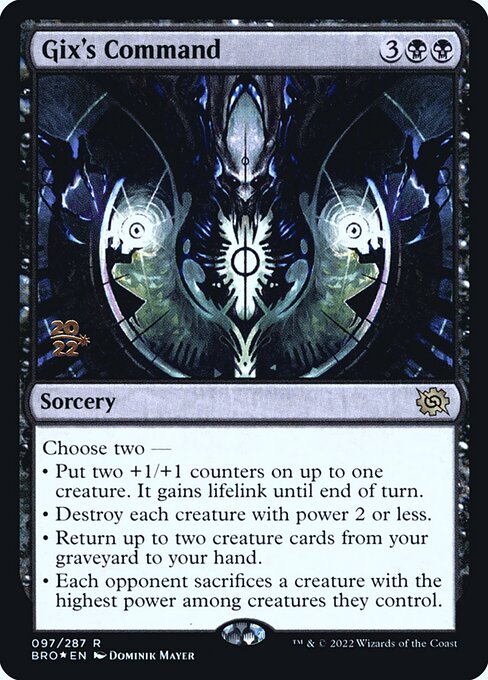 Gix's Command 3
20
22
Sorcery
Choose two —
• Put two +1/+1 counters on up to one
creature. It gains lifelink until end of turn.
• Destroy each creature with power 2 or less.
• Return up to two creature cards from your
graveyard to your hand.
• Each opponent sacrifices a creature with the
highest power among creatures they control.
097/287 R
BRO★EN Dominik Mayer
™ & © 2022 Wizards of the Coast